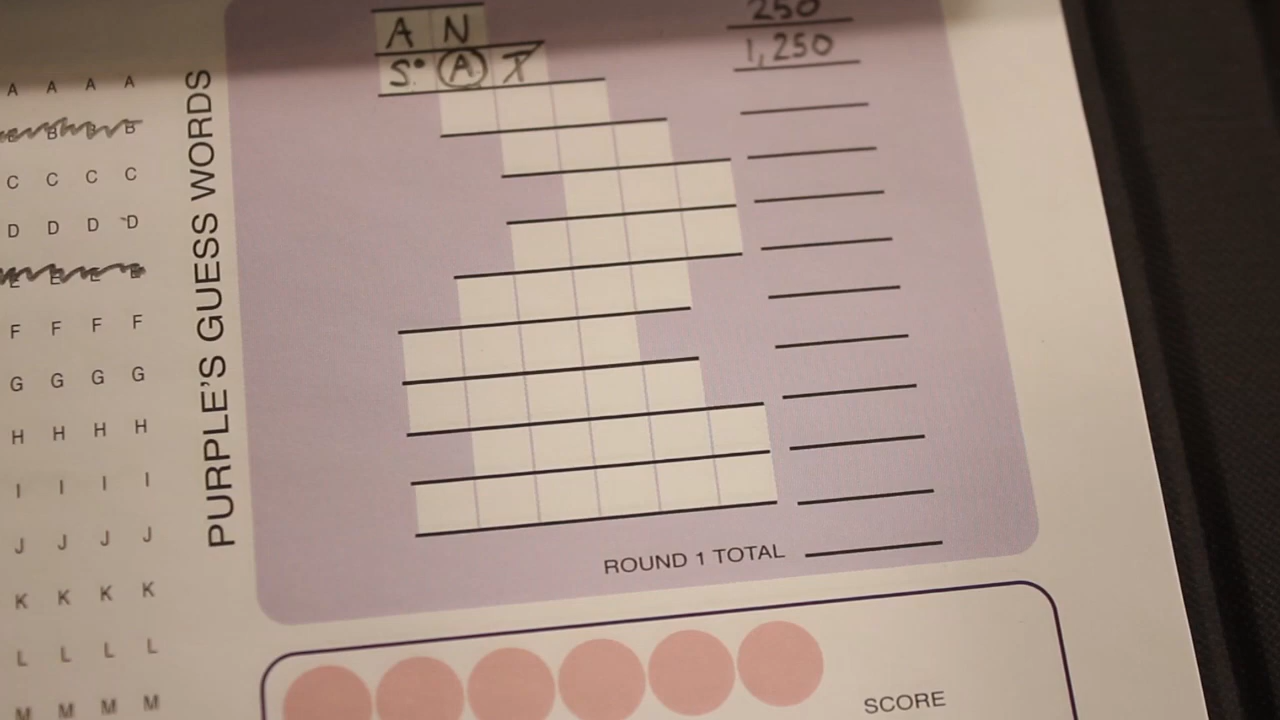 250
A N
1,250
S A T
A A A A
B B B B
C C C C
D D D D
E E E E
F F F F
G G G G
H H H H
I I I I
J J J J
K K K K
L L L L
M M M M
PURPLE'S GUESS WORDS
ROUND 1 TOTAL
SCORE